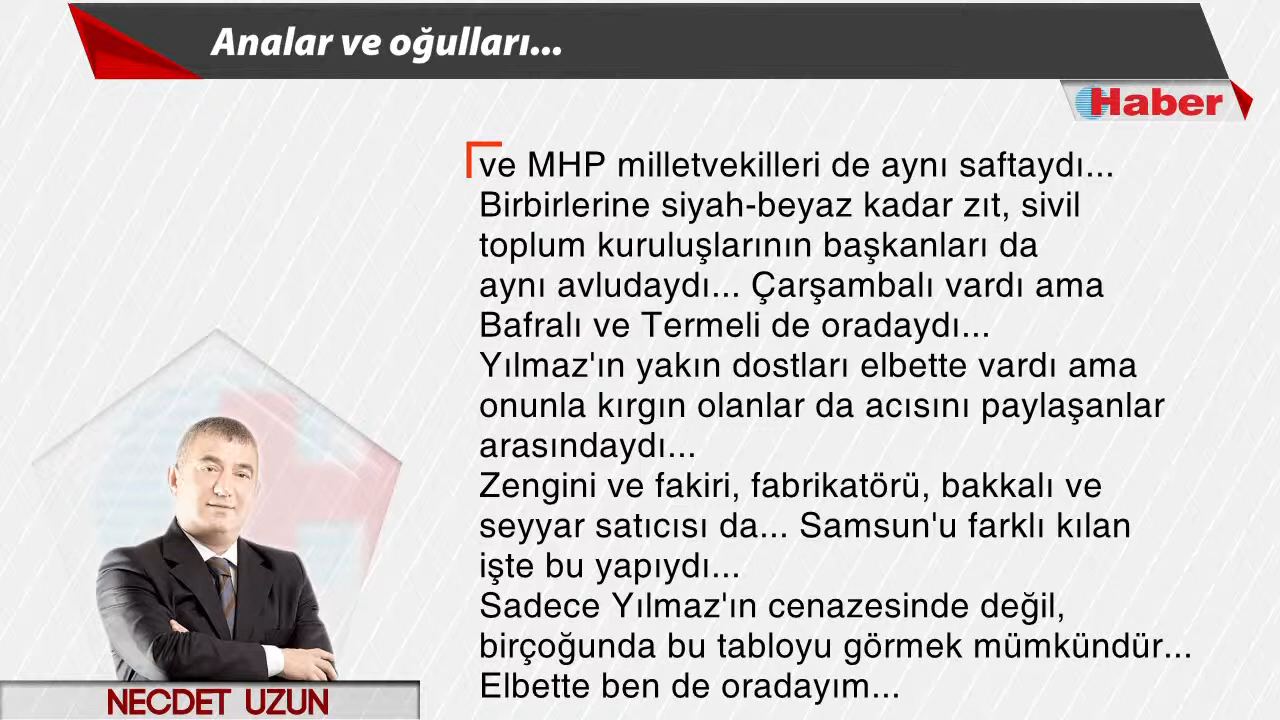 Analar ve oğulları...
Haber
ve MHP milletvekilleri de aynı saftaydı...
Birbirlerine siyah-beyaz kadar zıt, sivil
toplum kuruluşlarının başkanları da
aynı avludaydı... Çarşambalı vardı ama
Bafralı ve Termeli de oradaydı...
Yılmaz'ın yakın dostları elbette vardı ama
onunla kırgın olanlar da acısını paylaşanlar
arasındaydı...
Zengini ve fakiri, fabrikatörü, bakkalı ve
seyyar satıcısı da... Samsun'u farklı kılan
işte bu yapıydı...
Sadece Yılmaz'ın cenazesinde değil,
birçoğunda bu tabloyu görmek mümkündür...
Elbette ben de oradayım...
NECDET UZUN